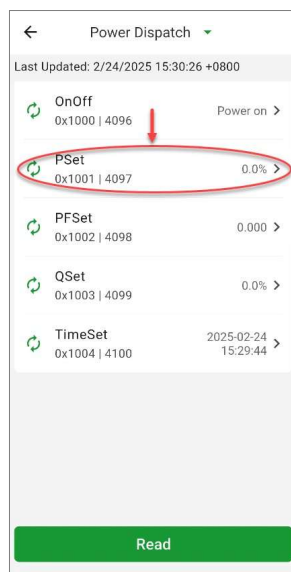 Power Dispatch
Last Updated: 2/24/2025 15:30:26 +0800
OnOff
0x1000 | 4096
Power on
PSet
0x1001 | 4097
0.0%
PFSet
0x1002 | 4098
0.000
QSet
0x1003 | 4099
0.0%
TimeSet
0x1004 | 4100
2025-02-24
15:29:44
Read